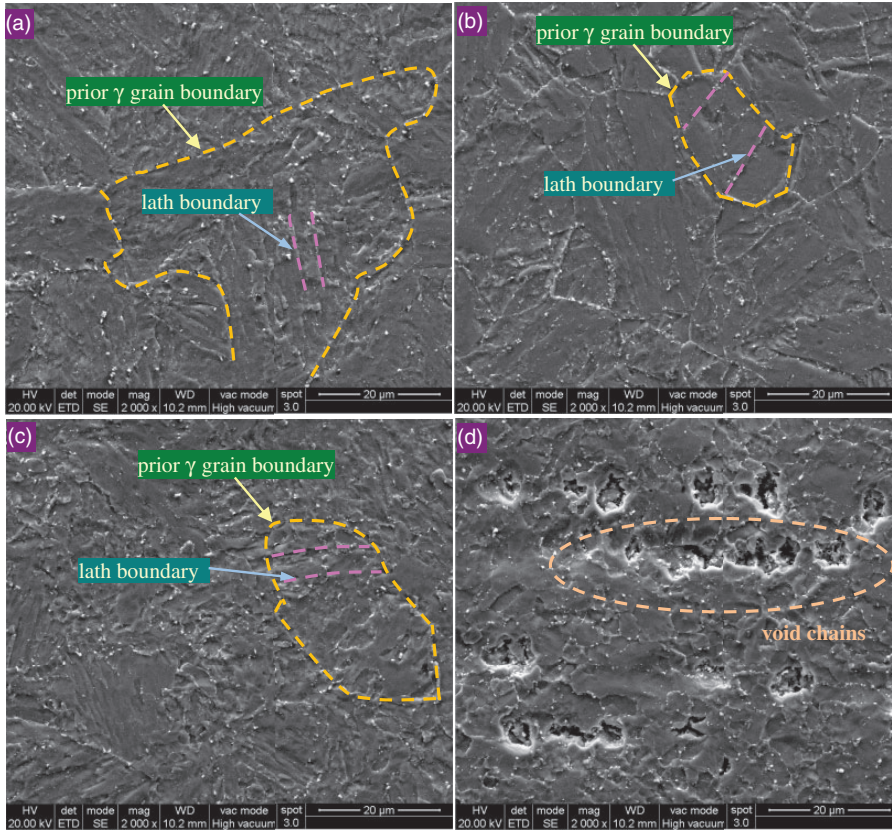 (a)
prior γ grain boundary
lath boundary
HV det mode mag WD vac mode spot 20 µm
20.00 kV ETD SE 2 000 x 10.2 mm High vacuum 3.0
(b)
prior γ grain boundary
lath boundary
HV det mode mag WD vac mode spot 20 µm
20.00 kV ETD SE 2 000 x 10.2 mm High vacuum 3.0
(c)
prior γ grain boundary
lath boundary
HV det mode mag WD vac mode spot 20 µm
20.00 kV ETD SE 2 000 x 10.2 mm High vacuum 3.0
(d)
void chains
HV det mode mag WD vac mode spot 20 µm
20.00 kV ETD SE 2 000 x 10.2 mm High vacuum 3.0